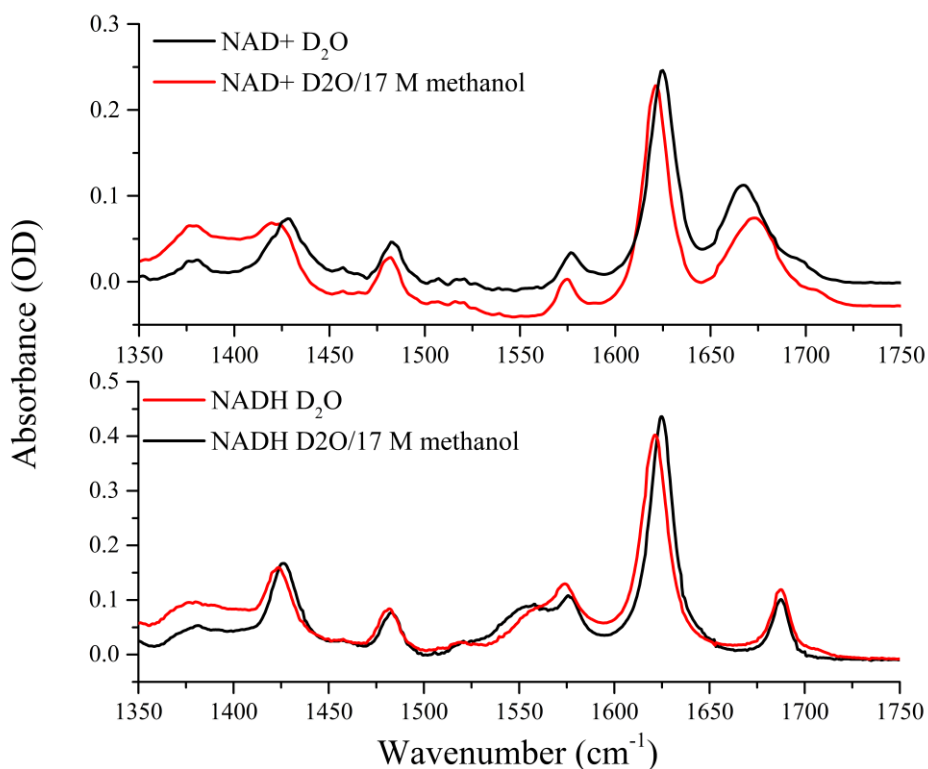 0.3
NAD+ D₂O
NAD+ D2O/17 M methanol
0.2
0.1
0.0
1350 1400 1450 1500 1550 1600 1650 1700 1750
Absorbance (OD)
0.5
NADH D₂O
NADH D2O/17 M methanol
0.4
0.3
0.2
0.1
0.0
1350 1400 1450 1500 1550 1600 1650 1700 1750
Wavenumber (cm⁻¹)